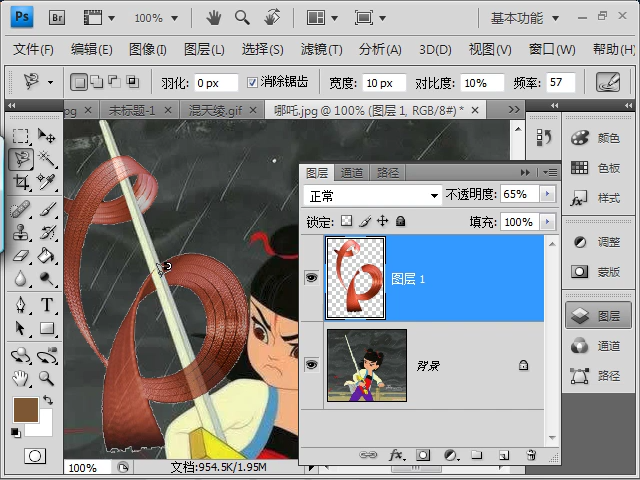 Ps Br 100% 基本功能
文件(F) 编辑(E) 图像(I) 图层(L) 选择(S) 滤镜(T) 分析(A) 3D(D) 视图(V) 窗口(W) 帮助(H)
羽化: 0 px 消除锯齿 宽度: 10 px 对比度: 10% 频率: 57
pg × 未标题-1 × 混天绫.gif × 哪吒.jpg @ 100% (图层 1, RGB/8#) * ×
颜色
色板
样式
调整
蒙版
图层
通道
路径
图层 通道 路径
正常 不透明度: 65%
锁定: 填充: 100%
图层 1
背景
T
100% 文档:954.5K/1.95M